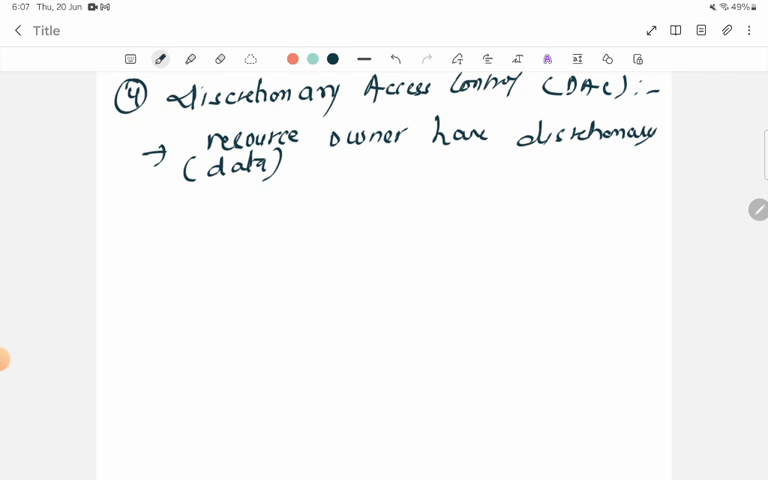 6:07 Thu, 20 Jun 49%
Title
④ Discretionary Access Control (DAC):-
→ resource owner have discretionary
(data)